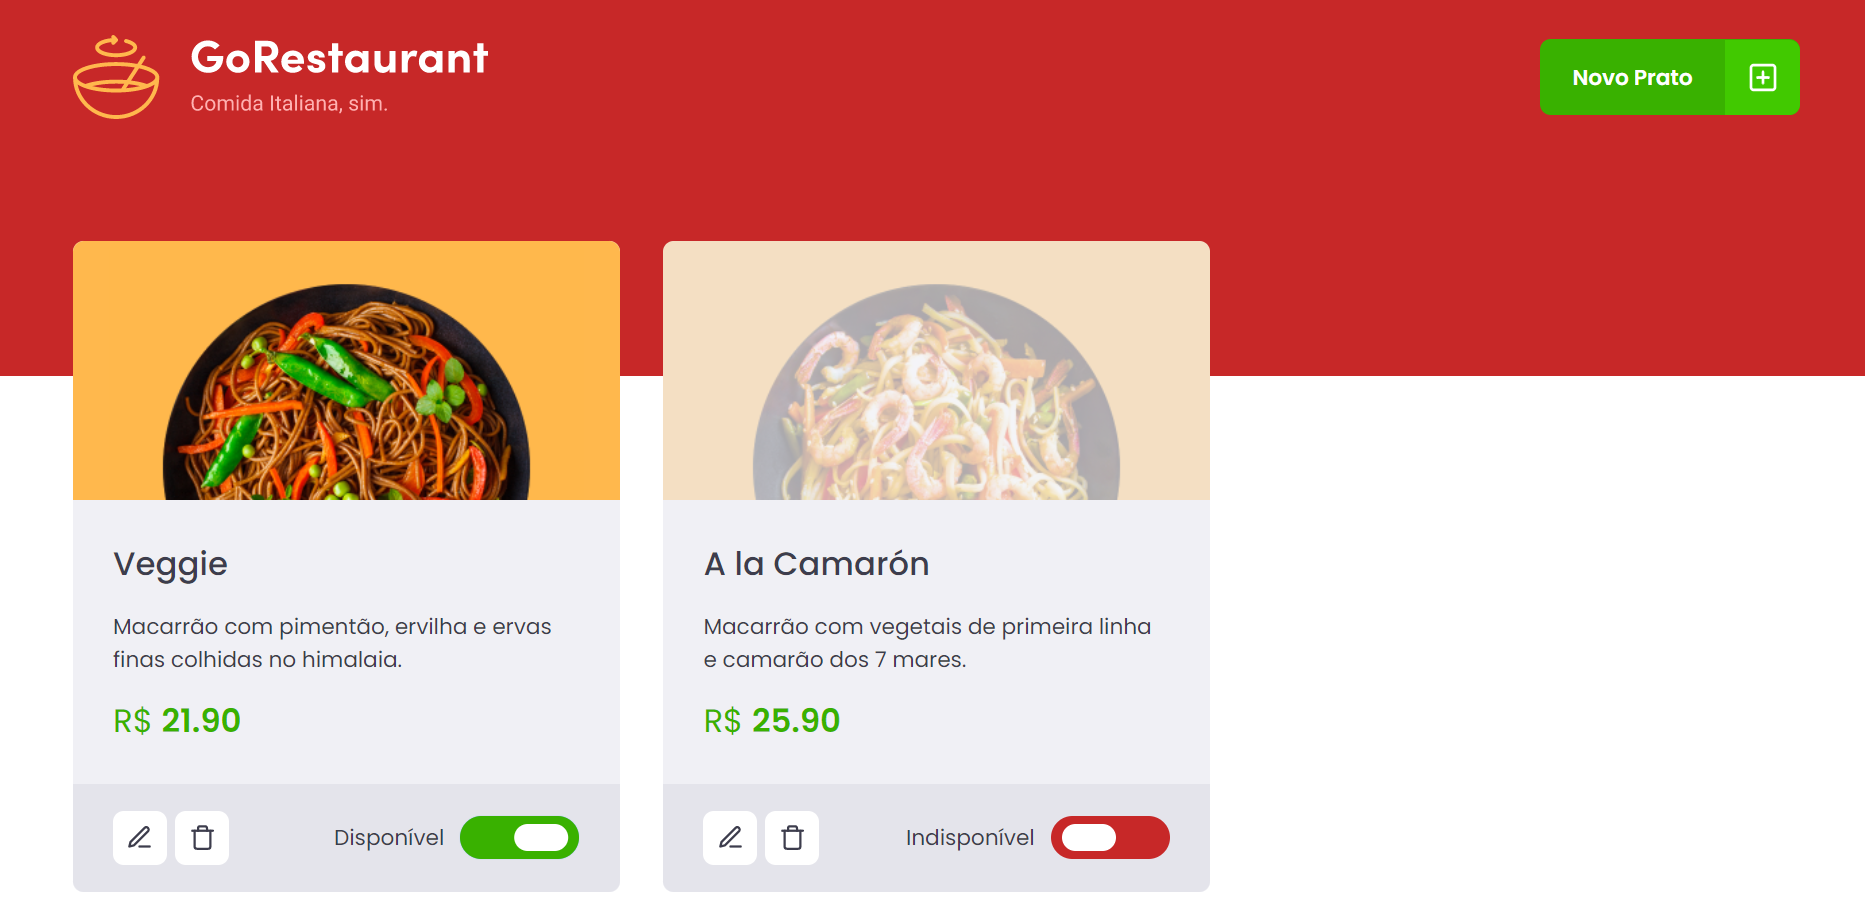 GoRestaurant
Comida Italiana, sim.
Novo Prato
Veggie
Macarrão com pimentão, ervilha e ervas
finas colhidas no himalaia.
R$ 21.90
Disponível
A la Camarón
Macarrão com vegetais de primeira linha
e camarão dos 7 mares.
R$ 25.90
Indisponível